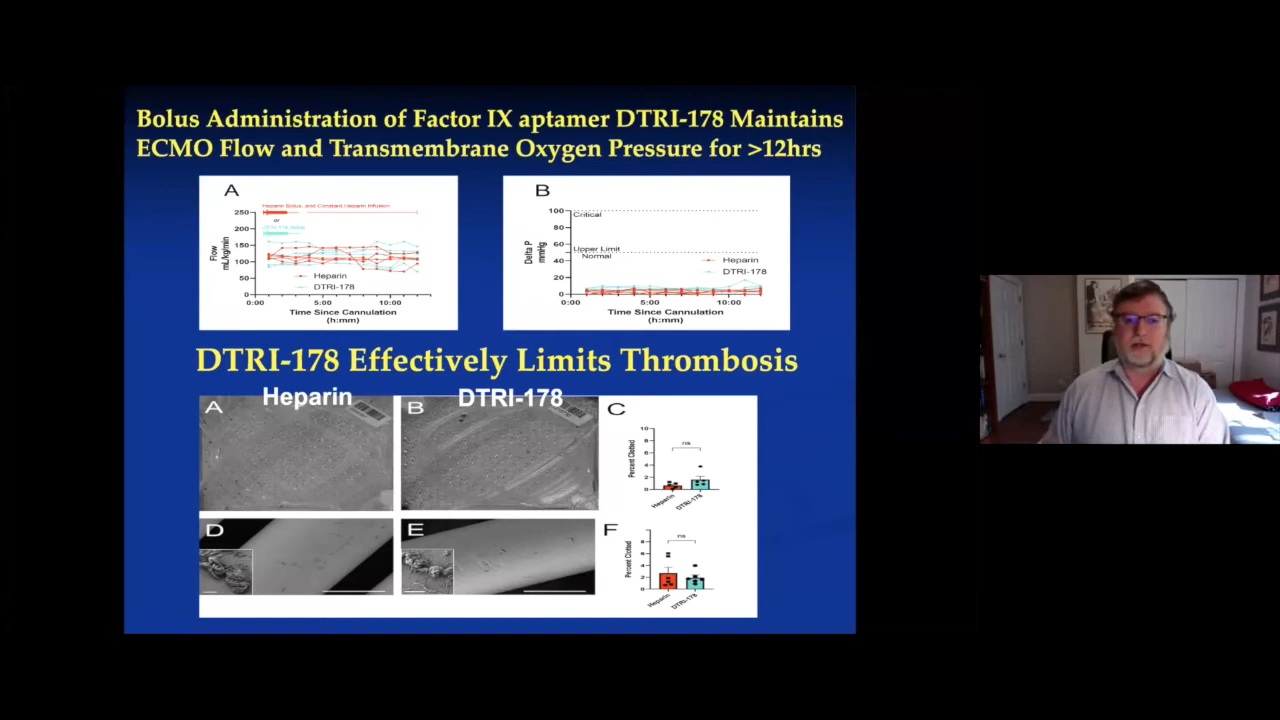 Bolus Administration of Factor IX aptamer DTRI-178 Maintains
ECMO Flow and Transmembrane Oxygen Pressure for >12hrs
A
Heparin Bolus, and Constant Heparin Infusion
or
DTRI-178 Bolus
250
200
150
100
50
0
Flow
mL/kg/min
Heparin
DTRI-178
0:00 5:00 10:00
Time Since Cannulation
(h:mm)
B
100
80
60
40
20
0
Delta P
mmHg
Critical
Upper Limit
Normal
Heparin
DTRI-178
0:00 5:00 10:00
Time Since Cannulation
(h:mm)
DTRI-178 Effectively Limits Thrombosis
Heparin
DTRI-178
A
B
C
10
8
6
4
2
0
Percent Clotted
ns
Heparin
DTRI-178
D
E
F
8
6
4
2
0
Percent Clotted
ns
Heparin
DTRI-178